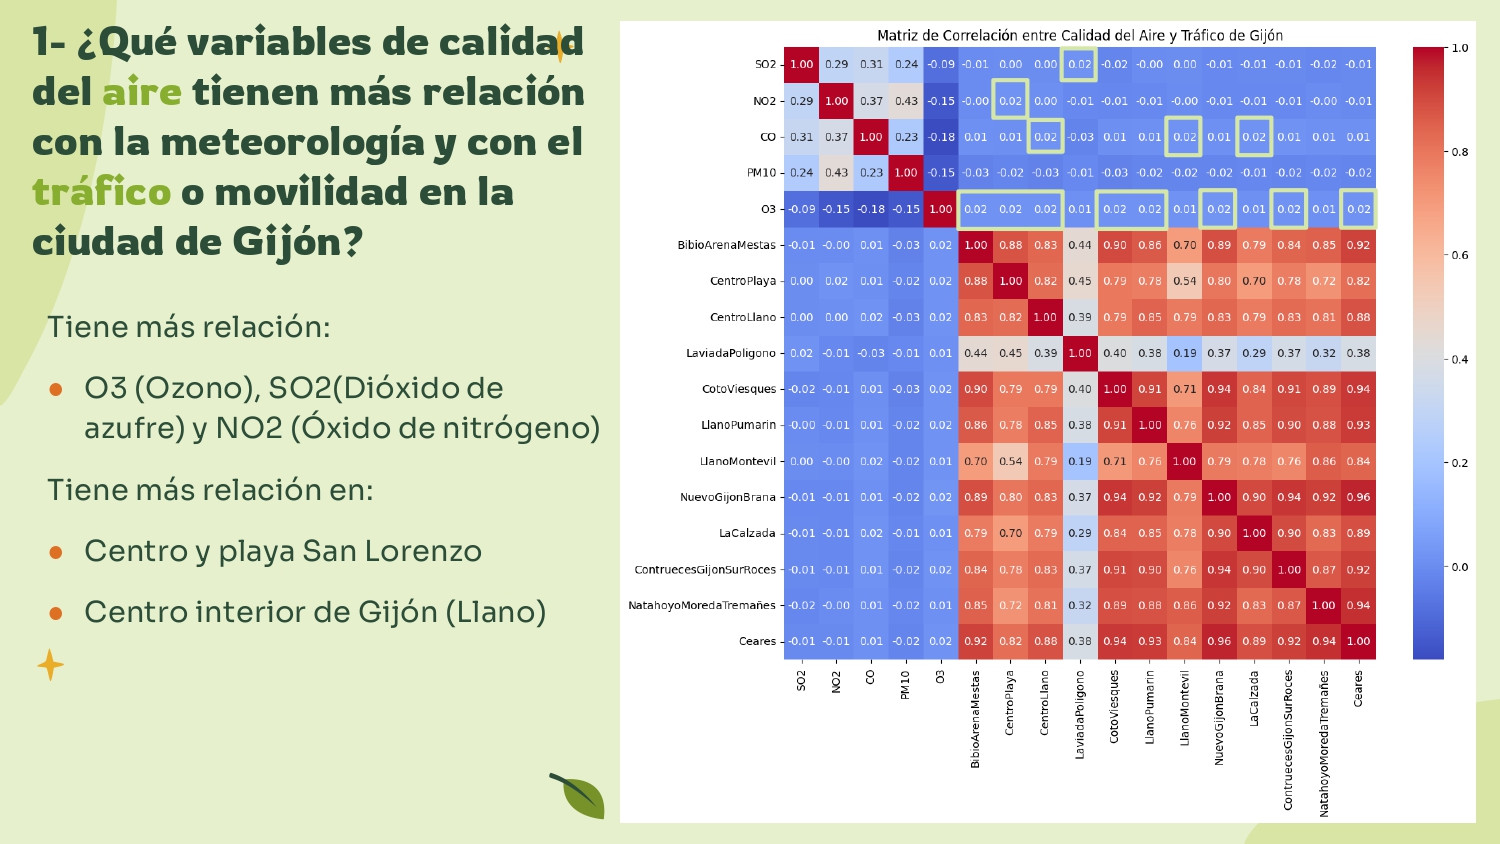 1- ¿Qué variables de calidad
del aire tienen más relación
con la meteorología y con el
tráfico o movilidad en la
ciudad de Gijón?
Tiene más relación:
O3 (Ozono), SO2(Dióxido de
azufre) y NO2 (Óxido de nitrógeno)
Tiene más relación en:
Centro y playa San Lorenzo
Centro interior de Gijón (Llano)
Matriz de Correlación entre Calidad del Aire y Tráfico de Gijón
SO2 1.00 0.29 0.31 0.24 -0.09 -0.01 0.00 0.00 0.02 -0.02 -0.00 0.00 -0.01 -0.01 -0.01 -0.02 -0.01
NO2 0.29 1.00 0.37 0.43 -0.15 -0.00 0.02 0.00 -0.01 -0.01 -0.01 -0.00 -0.01 -0.01 -0.01 -0.00 -0.01
CO 0.31 0.37 1.00 0.23 -0.18 0.01 0.01 0.02 -0.03 0.01 0.01 0.02 0.01 0.02 0.01 0.01 0.01
PM10 0.24 0.43 0.23 1.00 -0.15 -0.03 -0.02 -0.03 -0.01 -0.03 -0.02 -0.02 -0.02 -0.01 -0.02 -0.02 -0.02
O3 -0.09 -0.15 -0.18 -0.15 1.00 0.02 0.02 0.02 0.01 0.02 0.02 0.01 0.02 0.01 0.02 0.01 0.02
BibioArenaMestas -0.01 -0.00 0.01 -0.03 0.02 1.00 0.88 0.83 0.44 0.90 0.86 0.70 0.89 0.79 0.84 0.85 0.92
CentroPlaya 0.00 0.02 0.01 -0.02 0.02 0.88 1.00 0.82 0.45 0.79 0.78 0.54 0.80 0.70 0.78 0.72 0.82
CentroLlano 0.00 0.00 0.02 -0.03 0.02 0.83 0.82 1.00 0.39 0.79 0.85 0.79 0.83 0.79 0.83 0.81 0.88
LaviadaPoligono 0.02 -0.01 -0.03 -0.01 0.01 0.44 0.45 0.39 1.00 0.40 0.38 0.19 0.37 0.29 0.37 0.32 0.38
CotoViesques -0.02 -0.01 0.01 -0.03 0.02 0.90 0.79 0.79 0.40 1.00 0.91 0.71 0.94 0.84 0.91 0.89 0.94
LlanoPumarin -0.00 -0.01 0.01 -0.02 0.02 0.86 0.78 0.85 0.38 0.91 1.00 0.76 0.92 0.85 0.90 0.88 0.93
LlanoMontevil 0.00 -0.00 0.02 -0.02 0.01 0.70 0.54 0.79 0.19 0.71 0.76 1.00 0.79 0.78 0.76 0.86 0.84
NuevoGijonBrana -0.01 -0.01 0.01 -0.02 0.02 0.89 0.80 0.83 0.37 0.94 0.92 0.79 1.00 0.90 0.94 0.92 0.96
LaCalzada -0.01 -0.01 0.02 -0.01 0.01 0.79 0.70 0.79 0.29 0.84 0.85 0.78 0.90 1.00 0.90 0.83 0.89
ContruecesGijonSurRoces -0.01 -0.01 0.01 -0.02 0.02 0.84 0.78 0.83 0.37 0.91 0.90 0.76 0.94 0.90 1.00 0.87 0.92
NatahoyoMoredaTremañes -0.02 -0.00 0.01 -0.02 0.01 0.85 0.72 0.81 0.32 0.89 0.88 0.86 0.92 0.83 0.87 1.00 0.94
Ceares -0.01 -0.01 0.01 -0.02 0.02 0.92 0.82 0.88 0.38 0.94 0.93 0.84 0.96 0.89 0.92 0.94 1.00
SO2
NO2
CO
PM10
O3
BibioArenaMestas
CentroPlaya
CentroLlano
LaviadaPoligono
CotoViesques
LlanoPumarin
LlanoMontevil
NuevoGijonBrana
LaCalzada
ContruecesGijonSurRoces
NatahoyoMoredaTremañes
Ceares
1.0
0.8
0.6
0.4
0.2
0.0